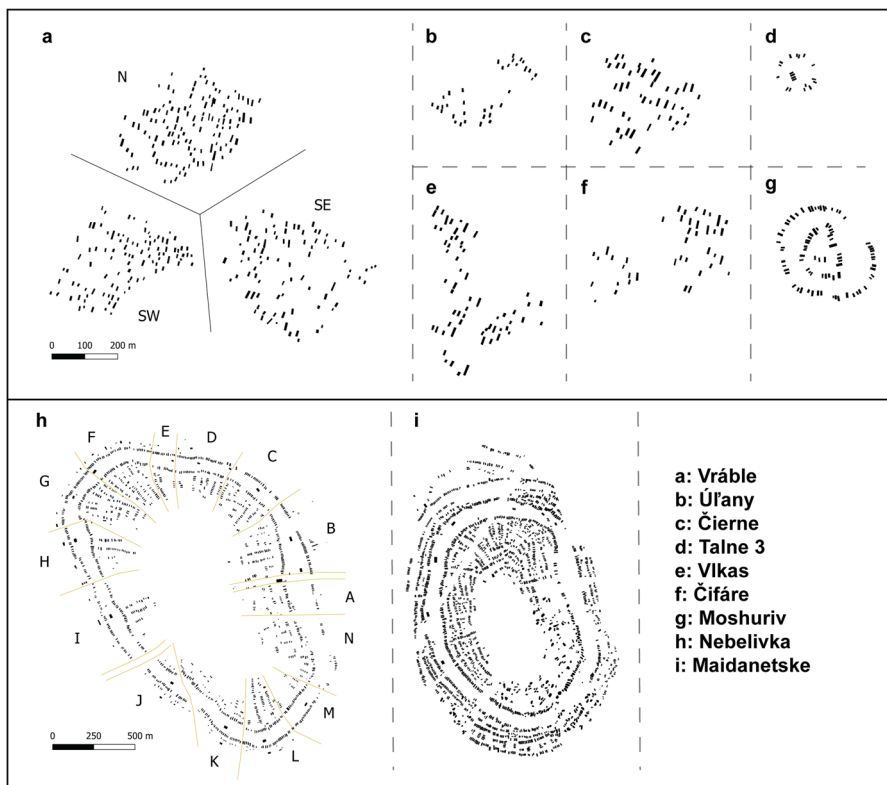 a
N
SE
SW
0 100 200 m
b
c
d
e
f
g
h
F
E
D
C
G
B
H
A
I
N
J
M
K
L
0 250 500 m
i
a: Vráble
b: Úľany
c: Čierne
d: Talne 3
e: Vlkas
f: Čifáre
g: Moshuriv
h: Nebelivka
i: Maidanetske